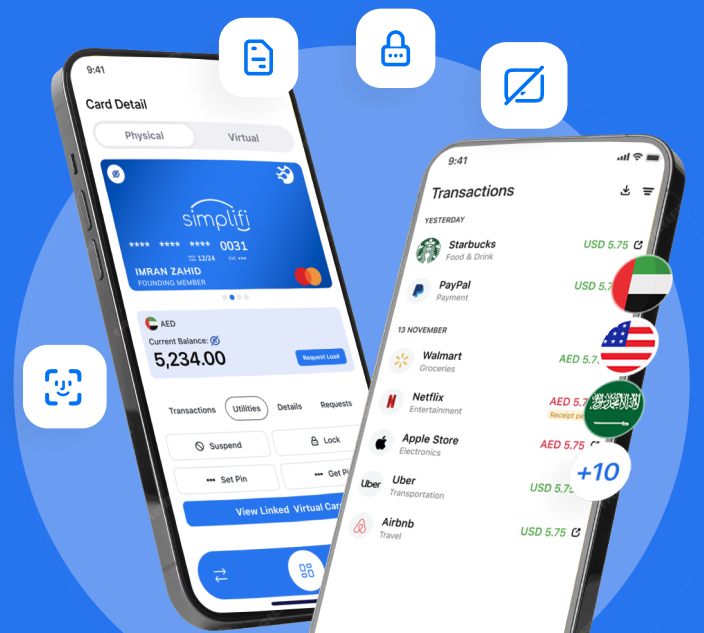 9:41
Card Detail
Physical
Virtual
simplifi
**** **** **** 0031
12/24
IMRAN ZAHID
FOUNDING MEMBER
AED
Current Balance:
5,234.00
Request Load
Transactions
Utilities
Details
Requests
Suspend
Lock
Set Pin
Get Pi
View Linked Virtual Car
9:41
Transactions
YESTERDAY
Starbucks
USD 5.75
Food & Drink
PayPal
USD 5.7
Payment
13 NOVEMBER
Walmart
AED 5.7
Groceries
Netflix
AED 5.7
Entertainment
Receipt pe
Apple Store
AED 5.75
Electronics
Uber
Uber
USD 5.75
Transportation
Airbnb
USD 5.75
Travel
+10